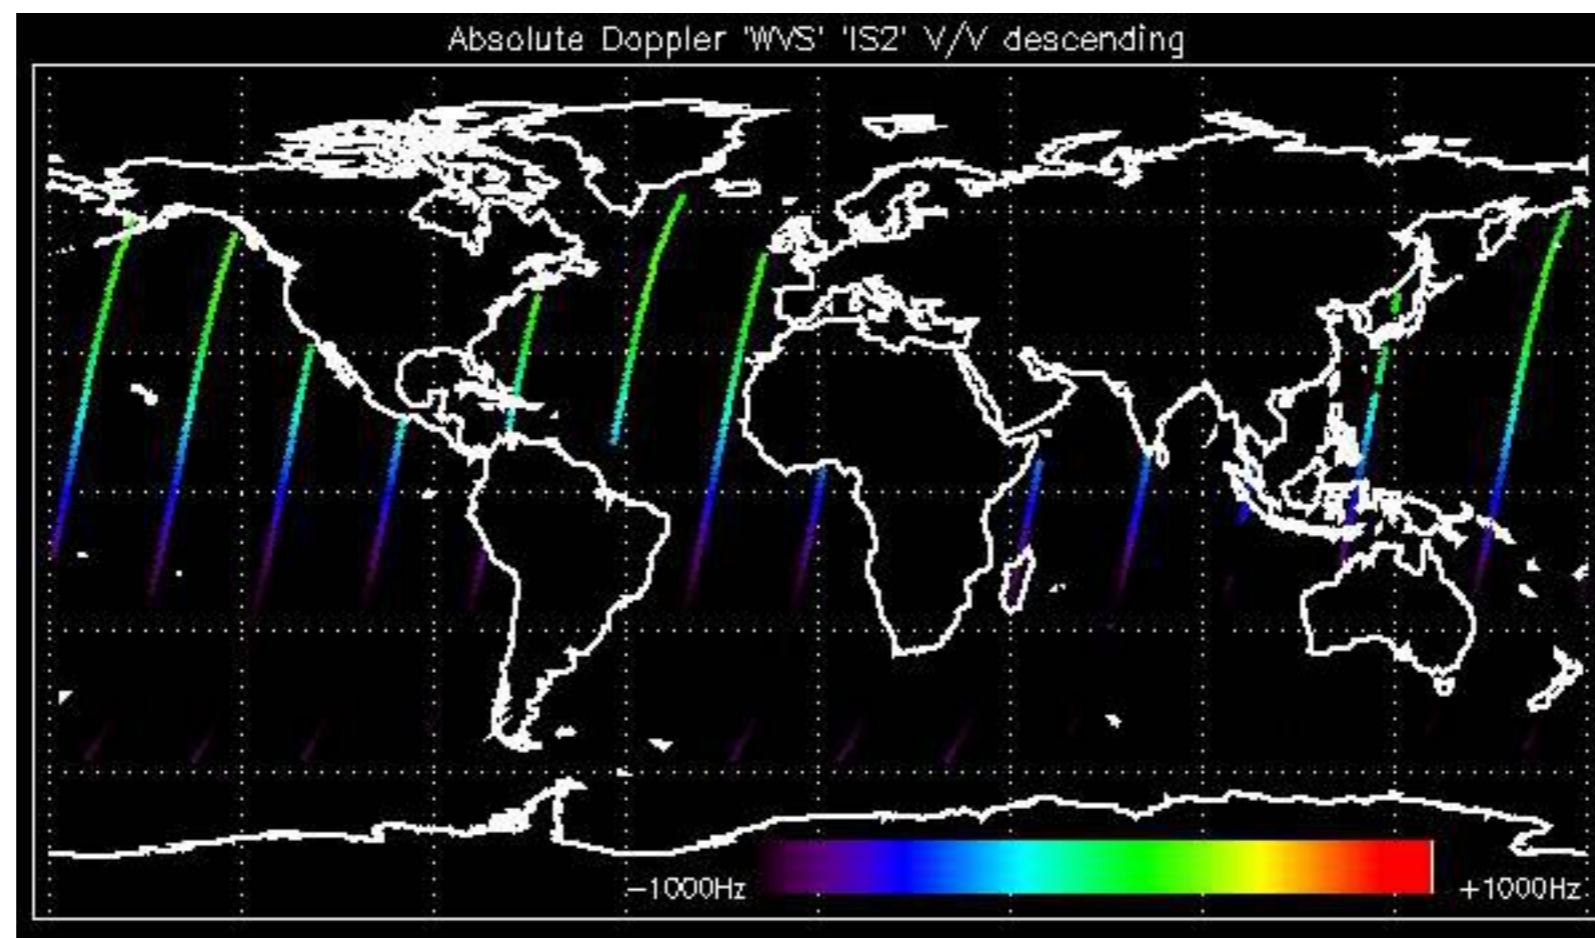 Absolute Doppler 'WVS' 'IS2' V/V descending
−1000Hz +1000Hz